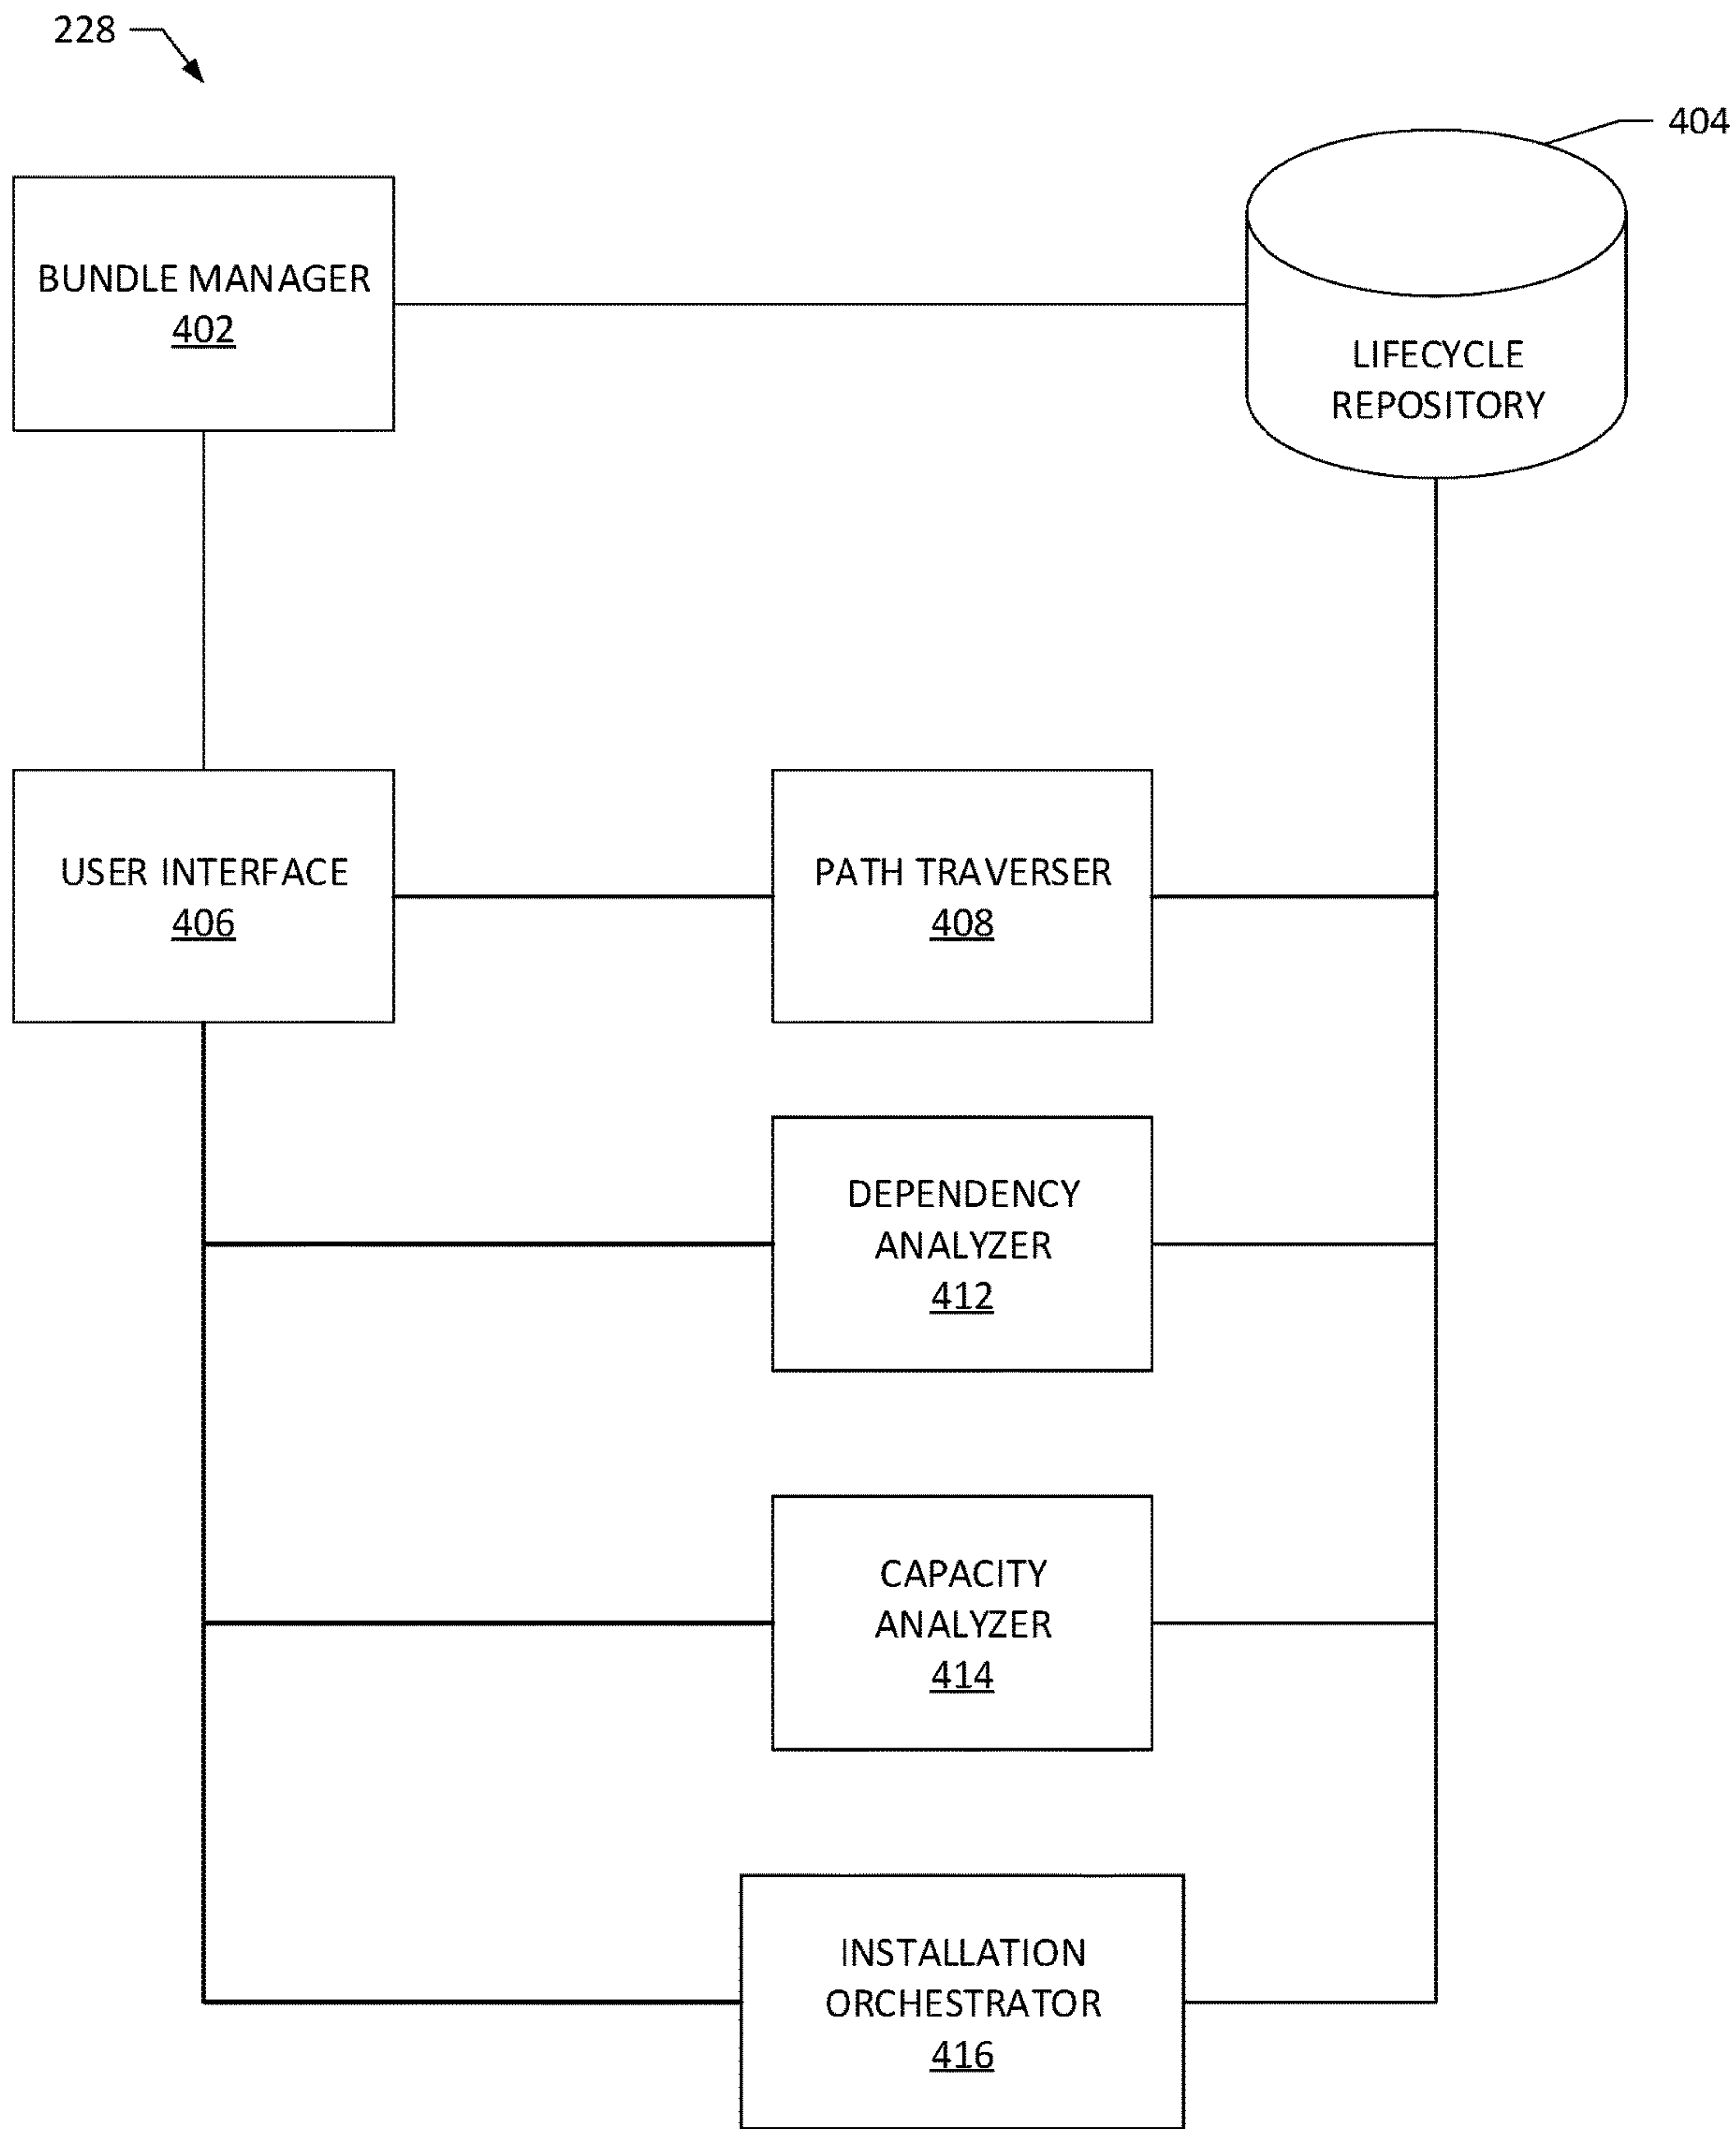 228
404
BUNDLE MANAGER
402
LIFECYCLE
REPOSITORY
USER INTERFACE
406
PATH TRAVERSER
408
DEPENDENCY
ANALYZER
412
CAPACITY
ANALYZER
414
INSTALLATION
ORCHESTRATOR
416